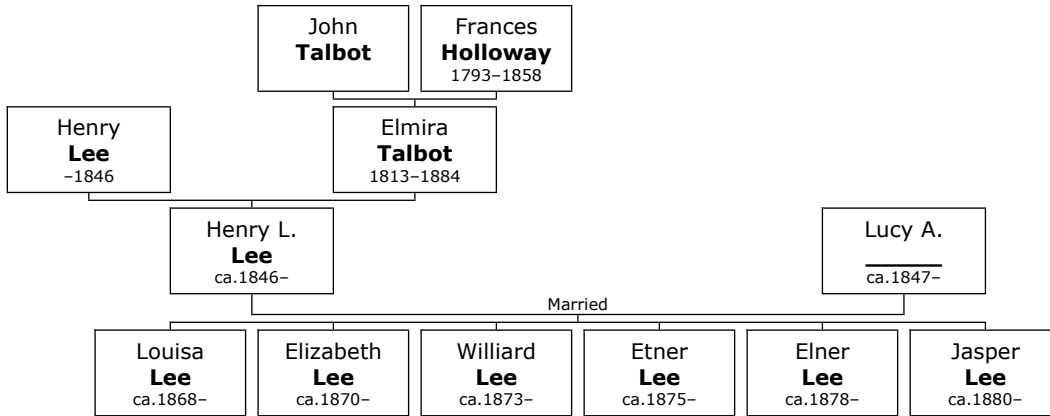 John
Talbot
Frances
Holloway
1793–1858
Henry
Lee
–1846
Elmira
Talbot
1813–1884
Henry L.
Lee
ca.1846–
Lucy A.
______
ca.1847–
Married
Louisa
Lee
ca.1868–
Elizabeth
Lee
ca.1870–
Williard
Lee
ca.1873–
Etner
Lee
ca.1875–
Elner
Lee
ca.1878–
Jasper
Lee
ca.1880–